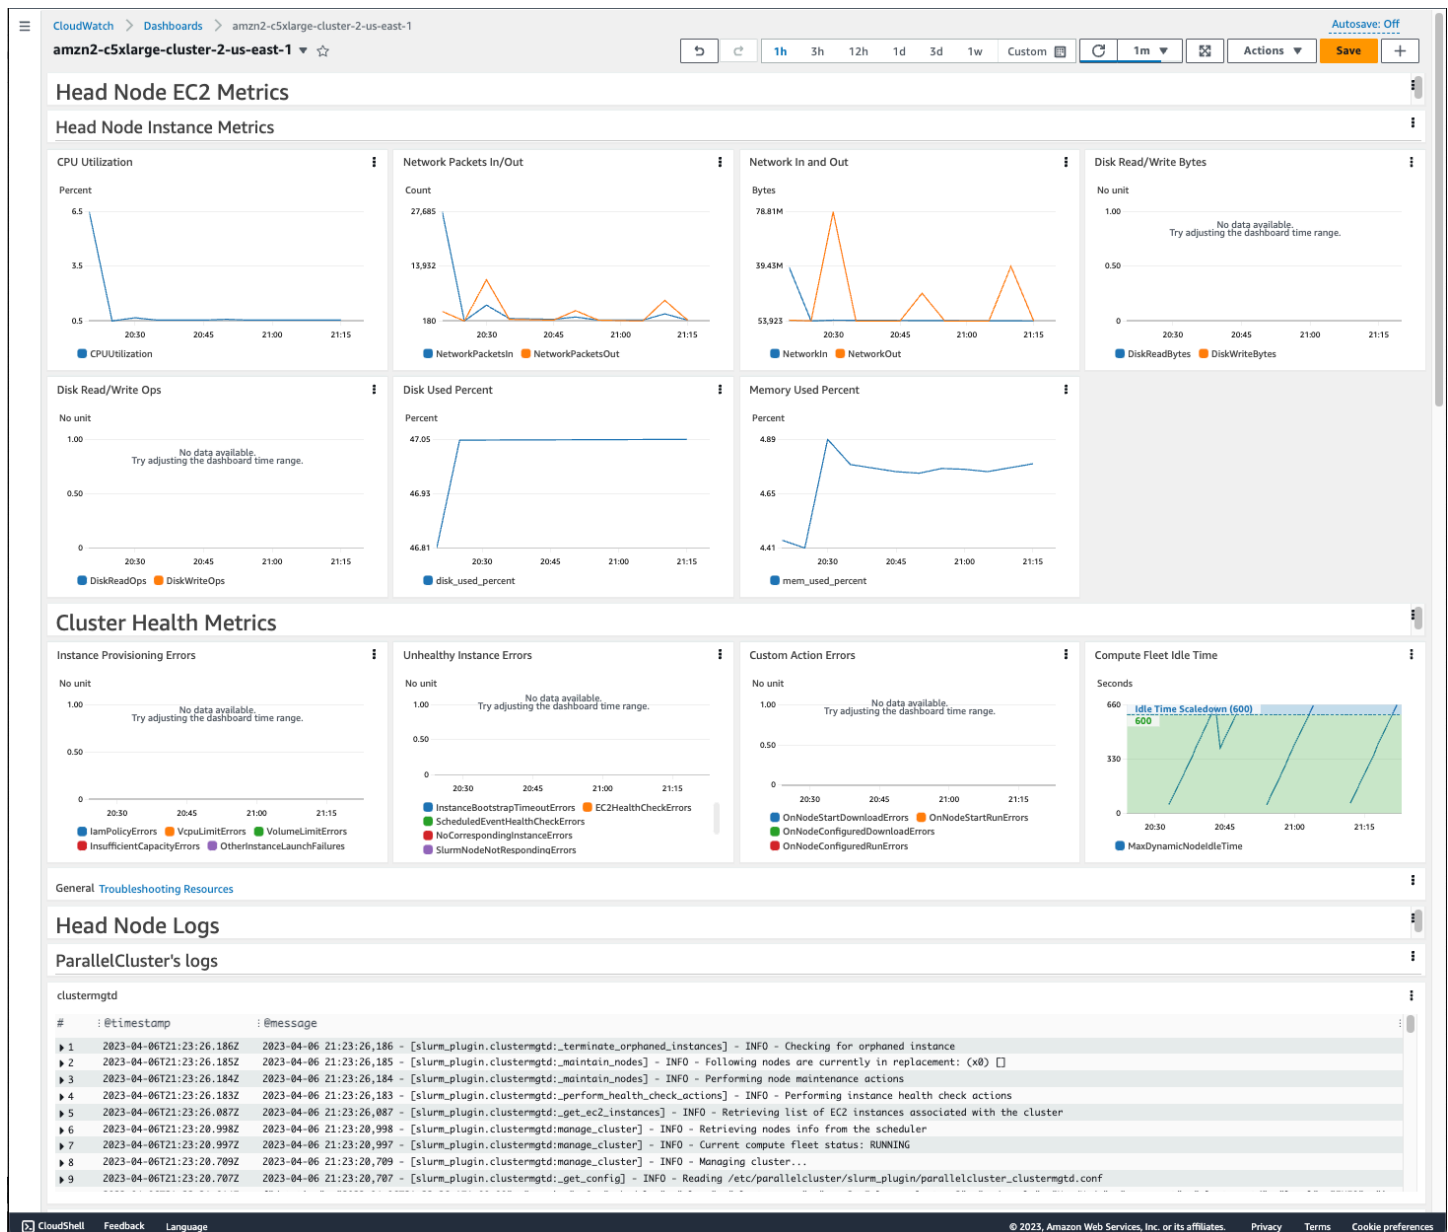 CloudWatch > Dashboards > amzn2-c5xlarge-cluster-2-us-east-1
Autosave: Off
amzn2-c5xlarge-cluster-2-us-east-1
1h 3h 12h 1d 3d 1w Custom 1m Actions Save
Head Node EC2 Metrics
Head Node Instance Metrics
CPU Utilization
Percent
6.5
3.5
0.5
20:30 20:45 21:00 21:15
CPUUtilization
Network Packets In/Out
Count
27,685
13,932
180
20:30 20:45 21:00 21:15
NetworkPacketsIn NetworkPacketsOut
Network In and Out
Bytes
78.81M
39.43M
53,923
20:30 20:45 21:00 21:15
NetworkIn NetworkOut
Disk Read/Write Bytes
No unit
1.00
No data available.
Try adjusting the dashboard time range.
0.50
0
20:30 20:45 21:00 21:15
DiskReadBytes DiskWriteBytes
Disk Read/Write Ops
No unit
1.00
No data available.
Try adjusting the dashboard time range.
0.50
0
20:30 20:45 21:00 21:15
DiskReadOps DiskWriteOps
Disk Used Percent
Percent
47.05
46.93
46.81
20:30 20:45 21:00 21:15
disk_used_percent
Memory Used Percent
Percent
4.89
4.65
4.41
20:30 20:45 21:00 21:15
mem_used_percent
Cluster Health Metrics
Instance Provisioning Errors
No unit
1.00
No data available.
Try adjusting the dashboard time range.
0.50
0
20:30 20:45 21:00 21:15
IamPolicyErrors VcpuLimitErrors VolumeLimitErrors
InsufficientCapacityErrors OtherInstanceLaunchFailures
Unhealthy Instance Errors
No unit
1.00
No data available.
Try adjusting the dashboard time range.
0.50
0
20:30 20:45 21:00 21:15
InstanceBootstrapTimeoutErrors EC2HealthCheckErrors
ScheduledEventHealthCheckErrors
NoCorrespondingInstanceErrors
SlurmNodeNotRespondingErrors
Custom Action Errors
No unit
1.00
No data available.
Try adjusting the dashboard time range.
0.50
0
20:30 20:45 21:00 21:15
OnNodeStartDownloadErrors OnNodeStartRunErrors
OnNodeConfiguredDownloadErrors
OnNodeConfiguredRunErrors
Compute Fleet Idle Time
Seconds
660
Idle Time Scaledown (600)
600
330
0
20:30 20:45 21:00 21:15
MaxDynamicNodeIdleTime
General Troubleshooting Resources
Head Node Logs
ParallelCluster's logs
clustermgtd
# @timestamp @message
1 2023-04-06T21:23:26.186Z 2023-04-06 21:23:26,186 - [slurm_plugin.clustermgtd:_terminate_orphaned_instances] - INFO - Checking for orphaned instance
2 2023-04-06T21:23:26.185Z 2023-04-06 21:23:26,185 - [slurm_plugin.clustermgtd:_maintain_nodes] - INFO - Following nodes are currently in replacement: (x0) []
3 2023-04-06T21:23:26.184Z 2023-04-06 21:23:26,184 - [slurm_plugin.clustermgtd:_maintain_nodes] - INFO - Performing node maintenance actions
4 2023-04-06T21:23:26.183Z 2023-04-06 21:23:26,183 - [slurm_plugin.clustermgtd:_perform_health_check_actions] - INFO - Performing instance health check actions
5 2023-04-06T21:23:26.087Z 2023-04-06 21:23:26,087 - [slurm_plugin.clustermgtd:_get_ec2_instances] - INFO - Retrieving list of EC2 instances associated with the cluster
6 2023-04-06T21:23:20.998Z 2023-04-06 21:23:20,998 - [slurm_plugin.clustermgtd:manage_cluster] - INFO - Retrieving nodes info from the scheduler
7 2023-04-06T21:23:20.997Z 2023-04-06 21:23:20,997 - [slurm_plugin.clustermgtd:manage_cluster] - INFO - Current compute fleet status: RUNNING
8 2023-04-06T21:23:20.709Z 2023-04-06 21:23:20,709 - [slurm_plugin.clustermgtd:manage_cluster] - INFO - Managing cluster...
9 2023-04-06T21:23:20.707Z 2023-04-06 21:23:20,707 - [slurm_plugin.clustermgtd:_get_config] - INFO - Reading /etc/parallelcluster/slurm_plugin/parallelcluster_clustermgtd.conf
CloudShell Feedback Language © 2023, Amazon Web Services, Inc. or its affiliates. Privacy Terms Cookie preferences